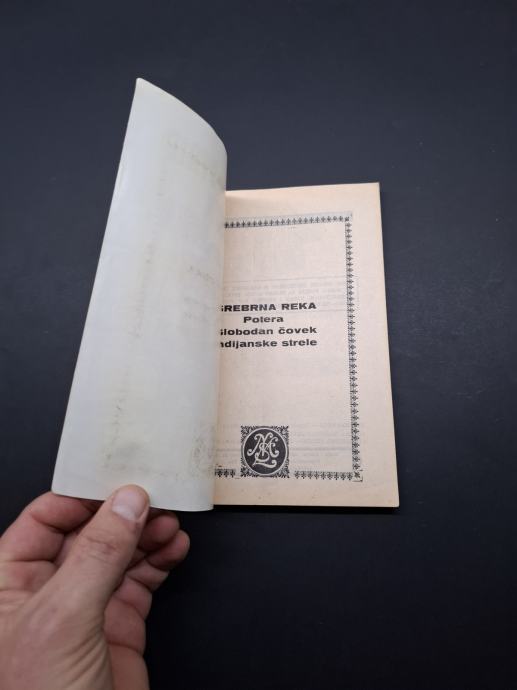 SREBRNA REKA
Potera
Slobodan čovek
ndijanske strele